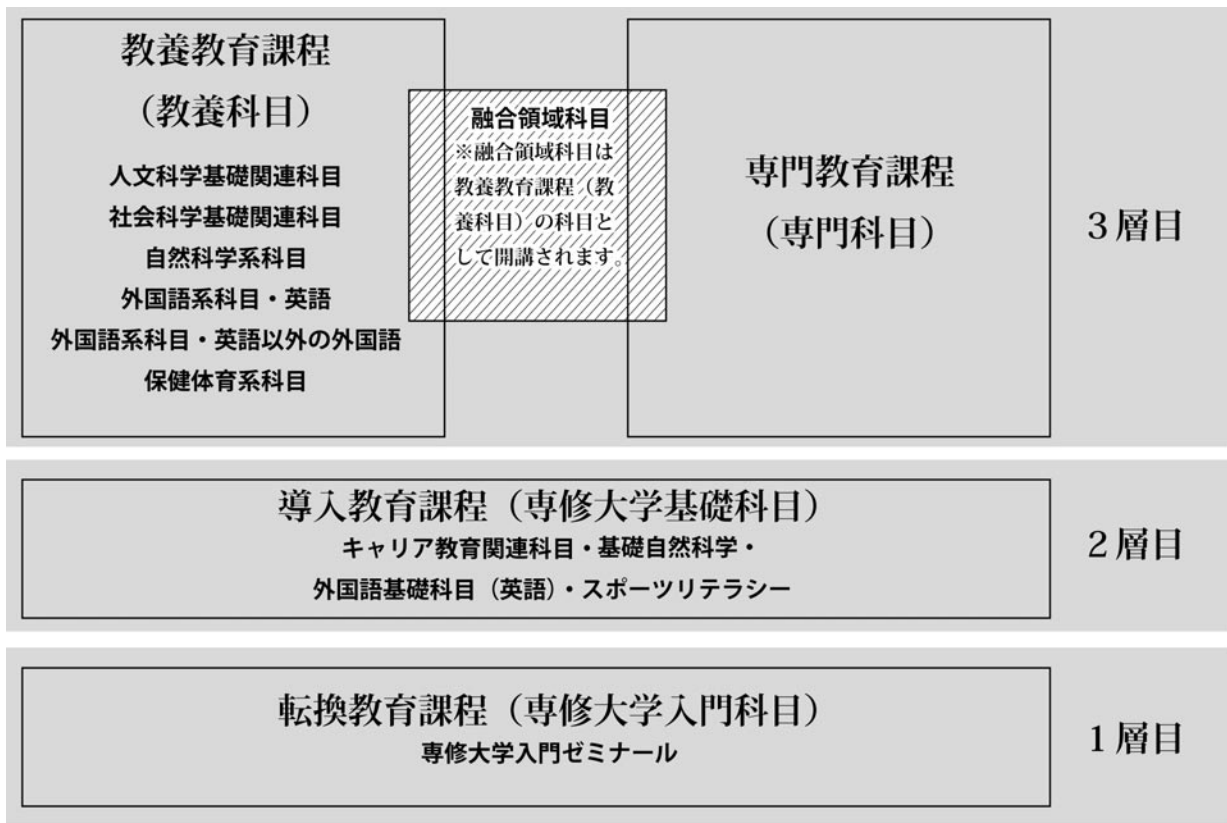 教養教育課程
（教養科目）
人文科学基礎関連科目
社会科学基礎関連科目
自然科学系科目
外国語系科目・英語
外国語系科目・英語以外の外国語
保健体育系科目
融合領域科目
※融合領域科目は
教養教育課程（教
養科目）の科目と
して開講されます。
専門教育課程
（専門科目）
３層目
導入教育課程（専修大学基礎科目）
キャリア教育関連科目・基礎自然科学・
外国語基礎科目（英語）・スポーツリテラシー
２層目
転換教育課程（専修大学入門科目）
専修大学入門ゼミナール
１層目